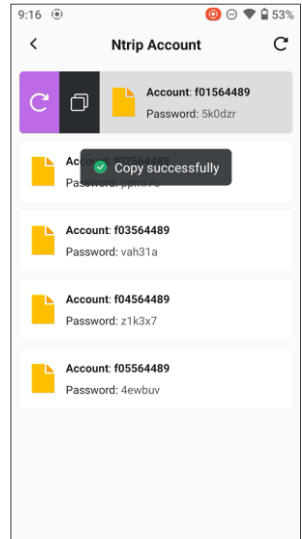 9:16 53%
Ntrip Account
Account: f01564489
Password: 5k0dzr
Copy successfully
Account: f03564489
Password: vah31a
Account: f04564489
Password: z1k3x7
Account: f05564489
Password: 4ewbuv